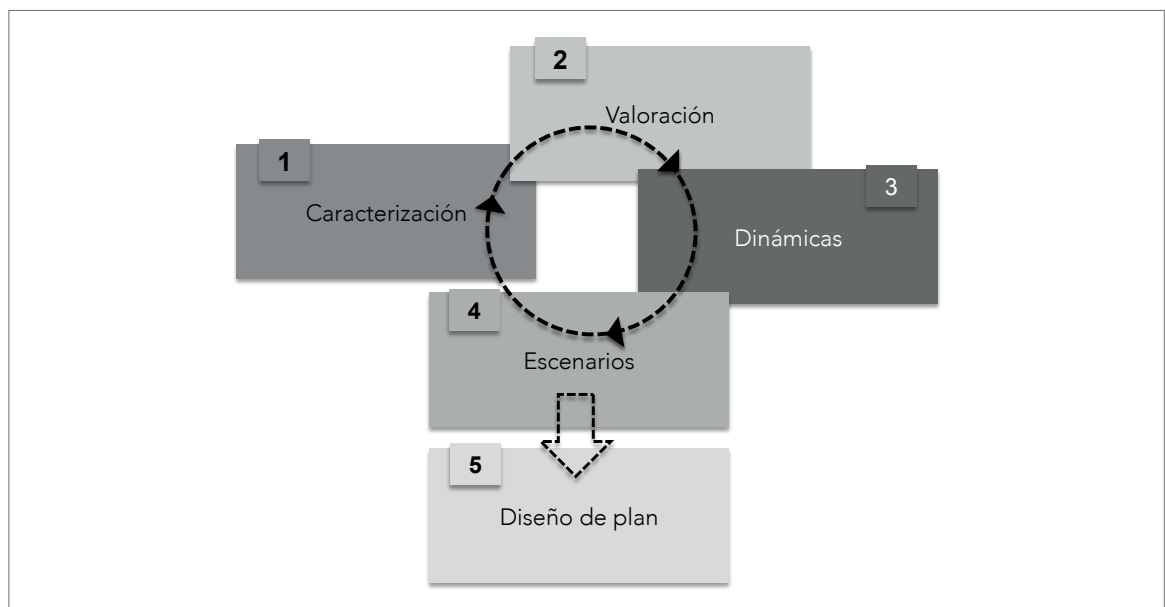 1
Caracterización
2
Valoración
3
Dinámicas
4
Escenarios
5
Diseño de plan